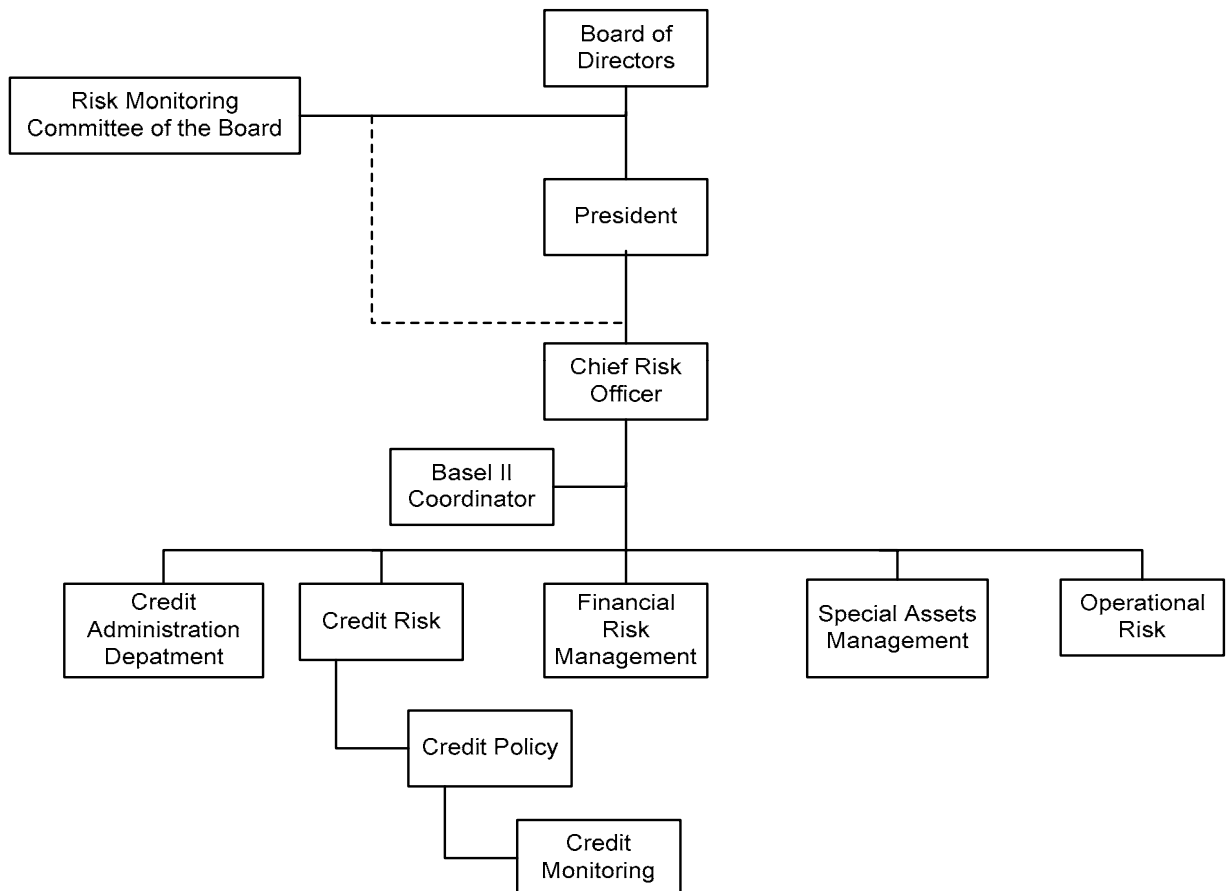 Board of
Directors
Risk Monitoring
Committee of the Board
President
Chief Risk
Officer
Basel II
Coordinator
Credit
Administration
Depatment
Credit Risk
Financial
Risk
Management
Special Assets
Management
Operational
Risk
Credit Policy
Credit
Monitoring